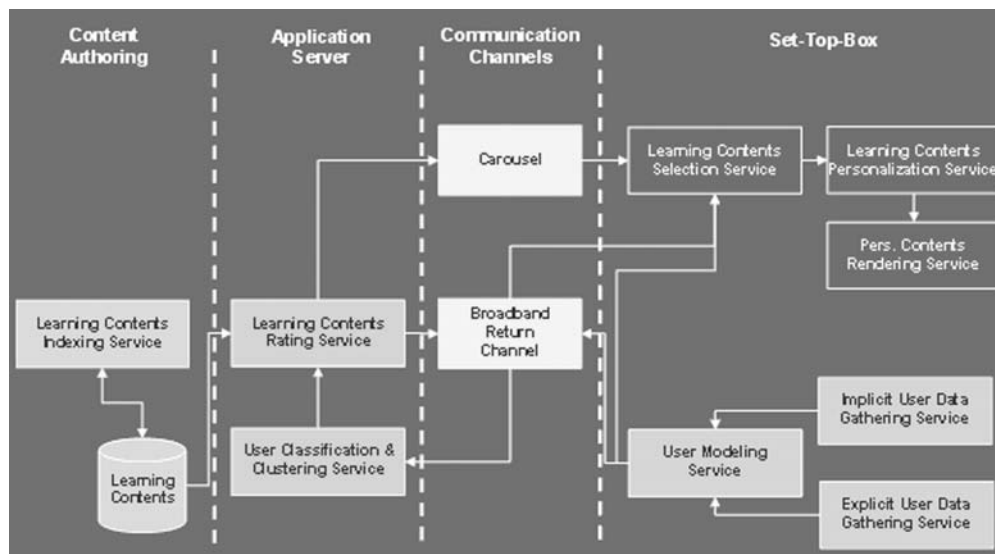 Content
Authoring
Application
Server
Communication
Channels
Set-Top-Box
Carousel
Learning Contents
Selection Service
Learning Contents
Personalization Service
Pers. Contents
Rendering Service
Learning Contents
Indexing Service
Learning Contents
Rating Service
Broadband
Return
Channel
Implicit User Data
Gathering Service
User Classification &
Clustering Service
User Modeling
Service
Learning
Contents
Explicit User Data
Gathering Service